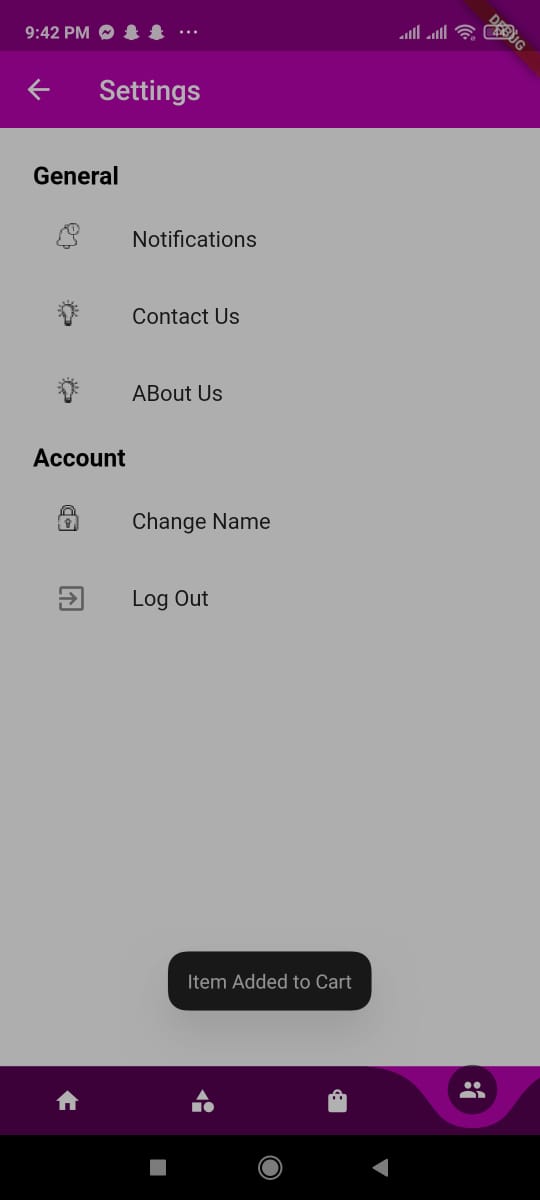 9:42 PM
DEBUG
Settings
General
Notifications
Contact Us
ABout Us
Account
Change Name
Log Out
Item Added to Cart